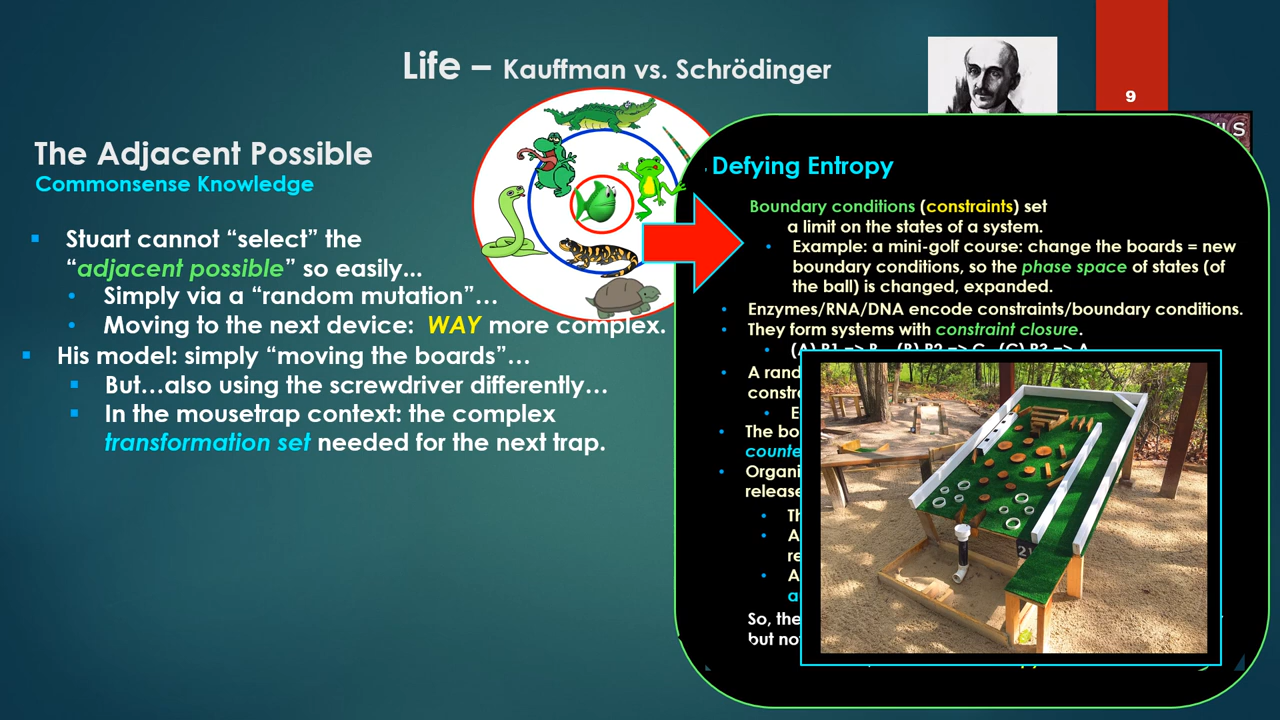 Life – Kauffman vs. Schrödinger
9
The Adjacent Possible
Commonsense Knowledge
▪ Stuart cannot “select” the
“adjacent possible” so easily...
• Simply via a “random mutation”…
• Moving to the next device: WAY more complex.
▪ His model: simply “moving the boards”…
▪ But…also using the screwdriver differently…
▪ In the mousetrap context: the complex
transformation set needed for the next trap.
Defying Entropy
Boundary conditions (constraints) set
a limit on the states of a system.
• Example: a mini-golf course: change the boards = new
boundary conditions, so the phase space of states (of
the ball) is changed, expanded.
• Enzymes/RNA/DNA encode constraints/boundary conditions.
• They form systems with constraint closure.
• A
•
• The
•
release
•
•
•
So,
but